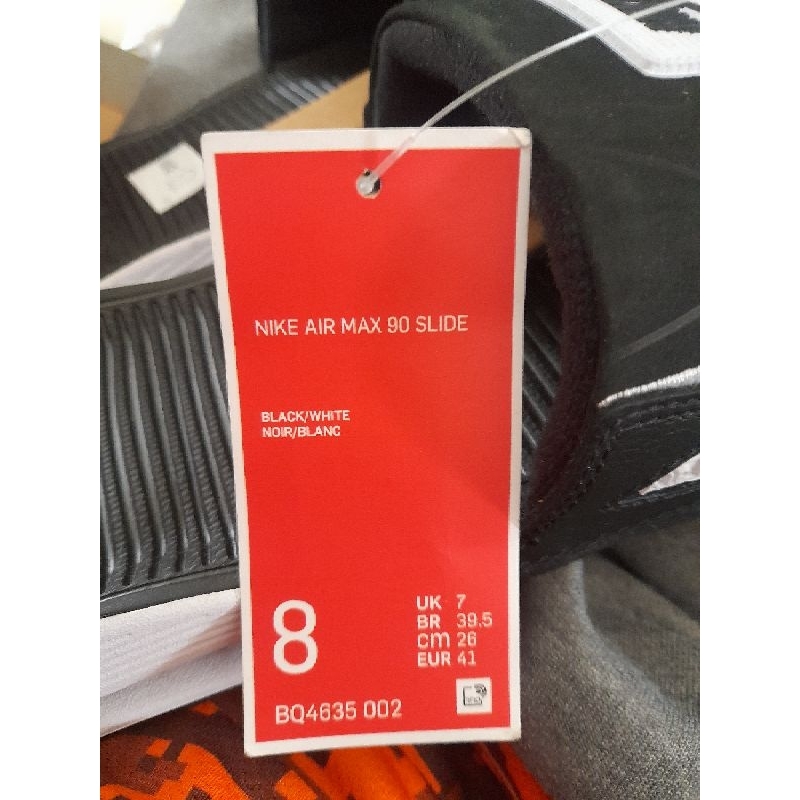 NIKE AIR MAX 90 SLIDE
BLACK/WHITE
NOIR/BLANC
8
UK 7
BR 39.5
cm 26
EUR 41
BQ4635 002